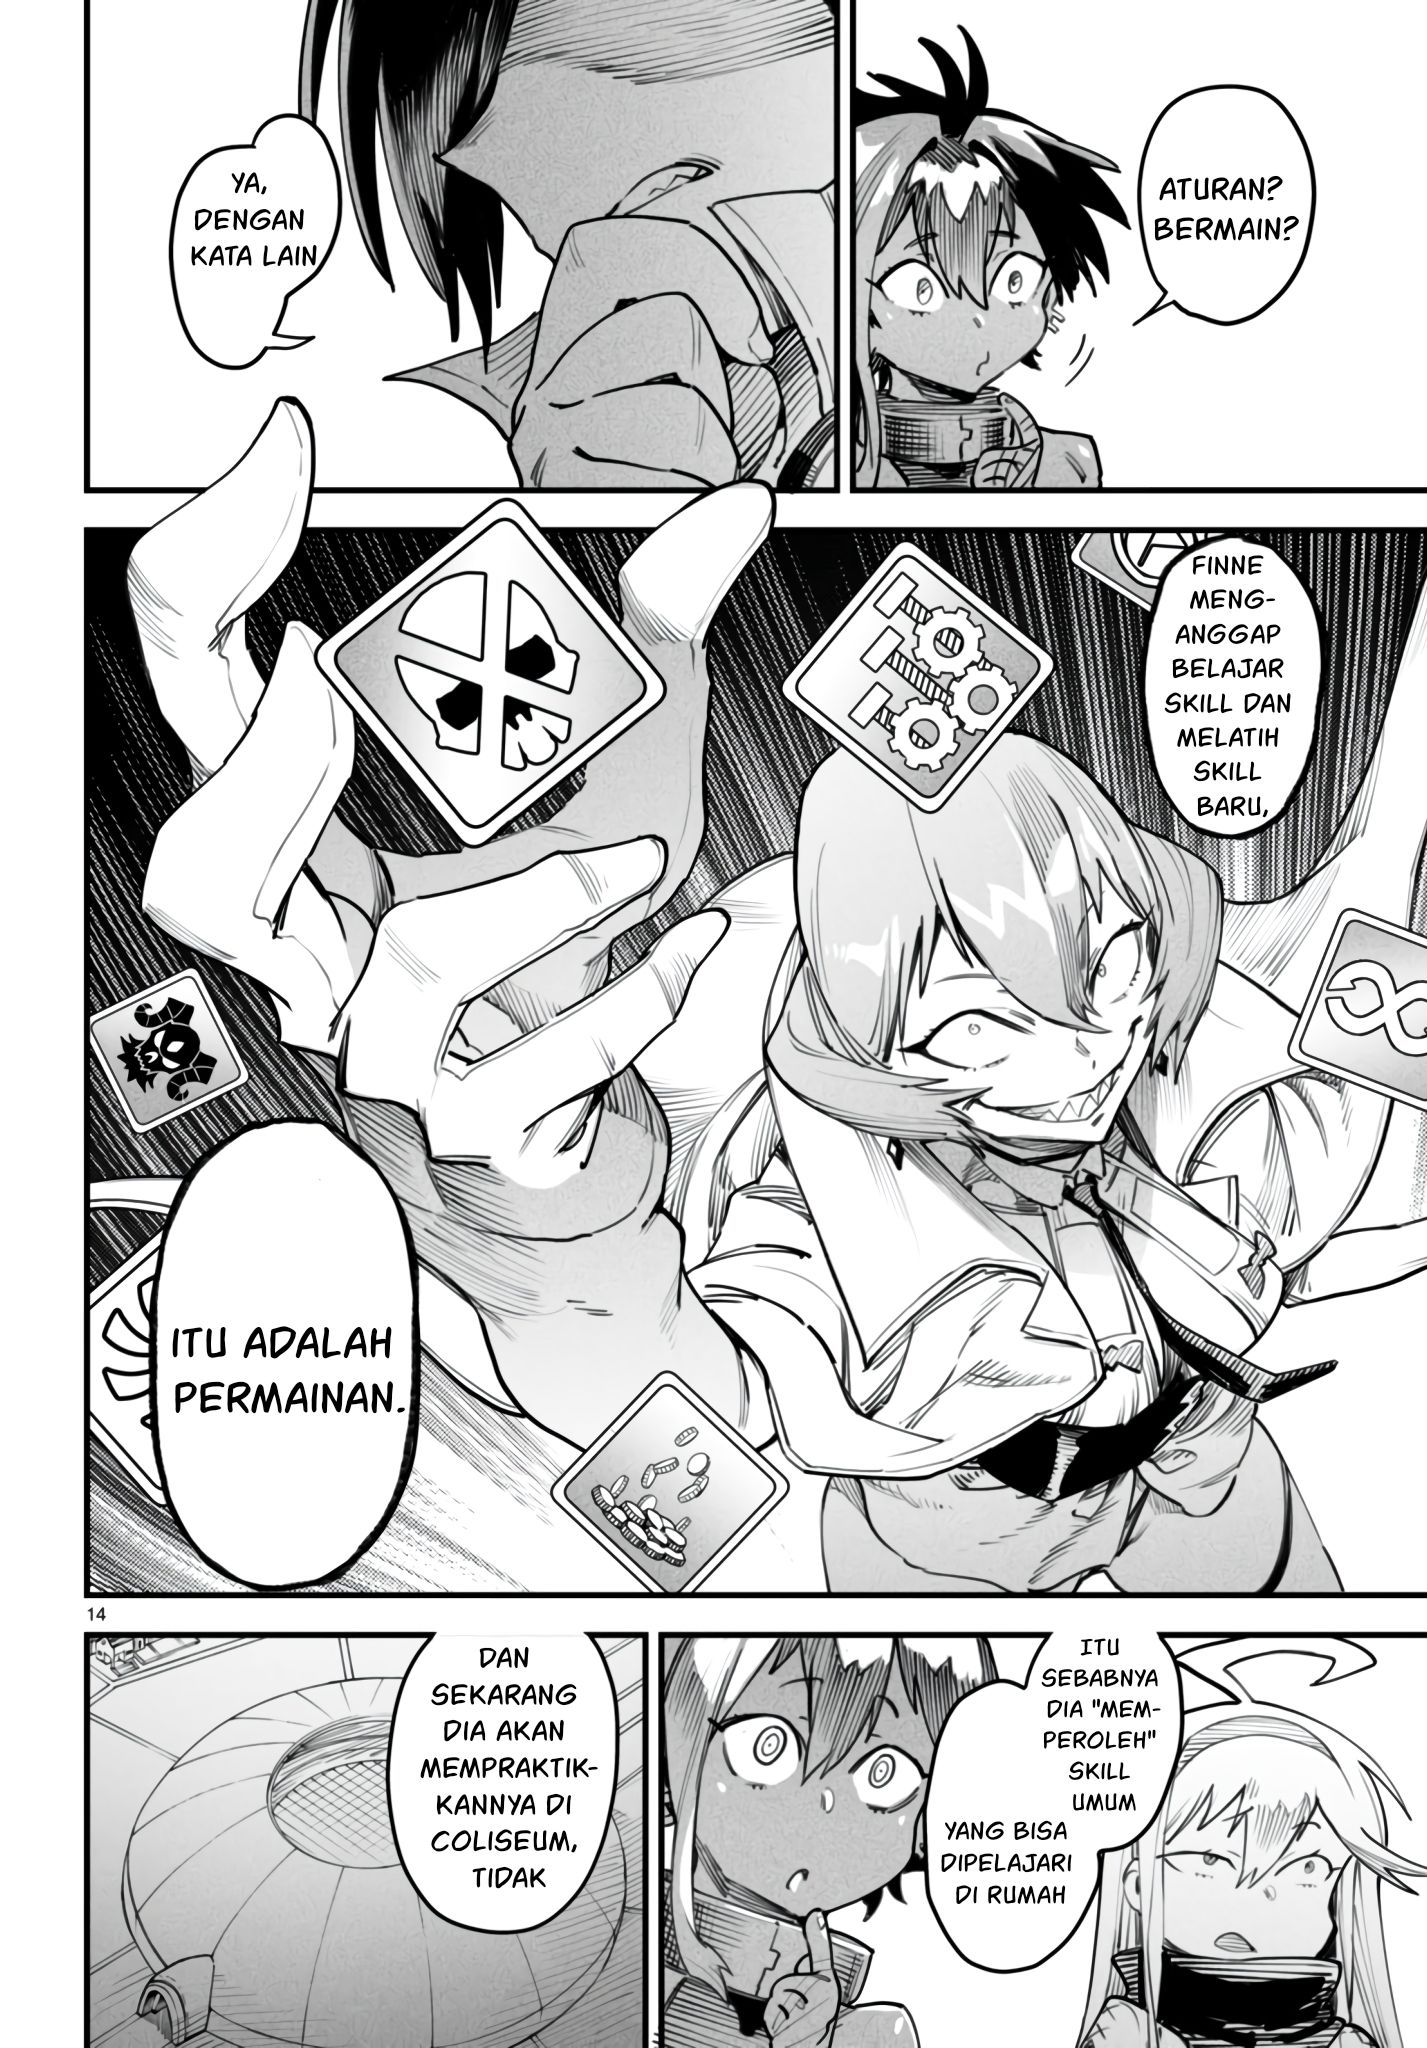 ATURAN?
BERMAIN?
YA,
DENGAN
KATA LAIN
FINNE
MENG-
ANGGAP
BELAJAR
SKILL DAN
MELATIH
SKILL
BARU,
ITU ADALAH
PERMAINAN.
14
ITU
SEBABNYA
DIA "MEM-
PEROLEH"
SKILL
UMUM
YANG BISA
DIPELAJARI
DI RUMAH
DAN
SEKARANG
DIA AKAN
MEMPRAKTIK-
KANNYA DI
COLISEUM,
TIDAK